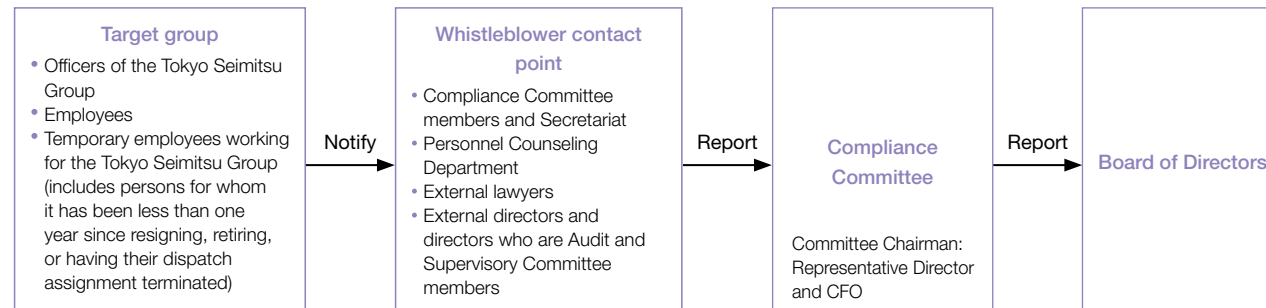 Target group
• Officers of the Tokyo Seimitsu
Group
• Employees
• Temporary employees working
for the Tokyo Seimitsu Group
(includes persons for whom
it has been less than one
year since resigning, retiring,
or having their dispatch
assignment terminated)
Notify
Whistleblower contact
point
• Compliance Committee
members and Secretariat
• Personnel Counseling
Department
• External lawyers
• External directors and
directors who are Audit and
Supervisory Committee
members
Report
Compliance
Committee
Committee Chairman:
Representative Director
and CFO
Report
Board of Directors